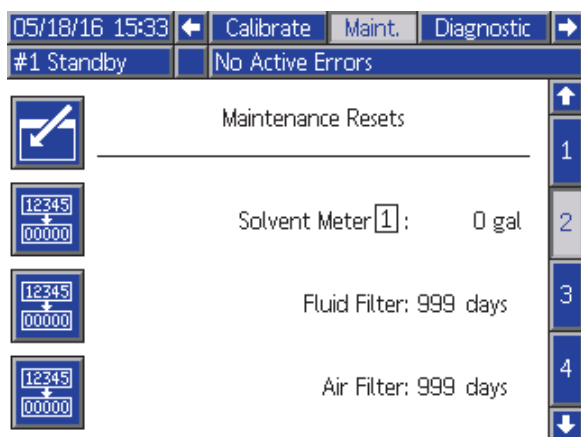 05/18/16 15:33 Calibrate Maint. Diagnostic
#1 Standby No Active Errors
Maintenance Resets
1
12345
00000
Solvent Meter 1 : 0 gal
2
12345
00000
Fluid Filter: 999 days
3
12345
00000
Air Filter: 999 days
4